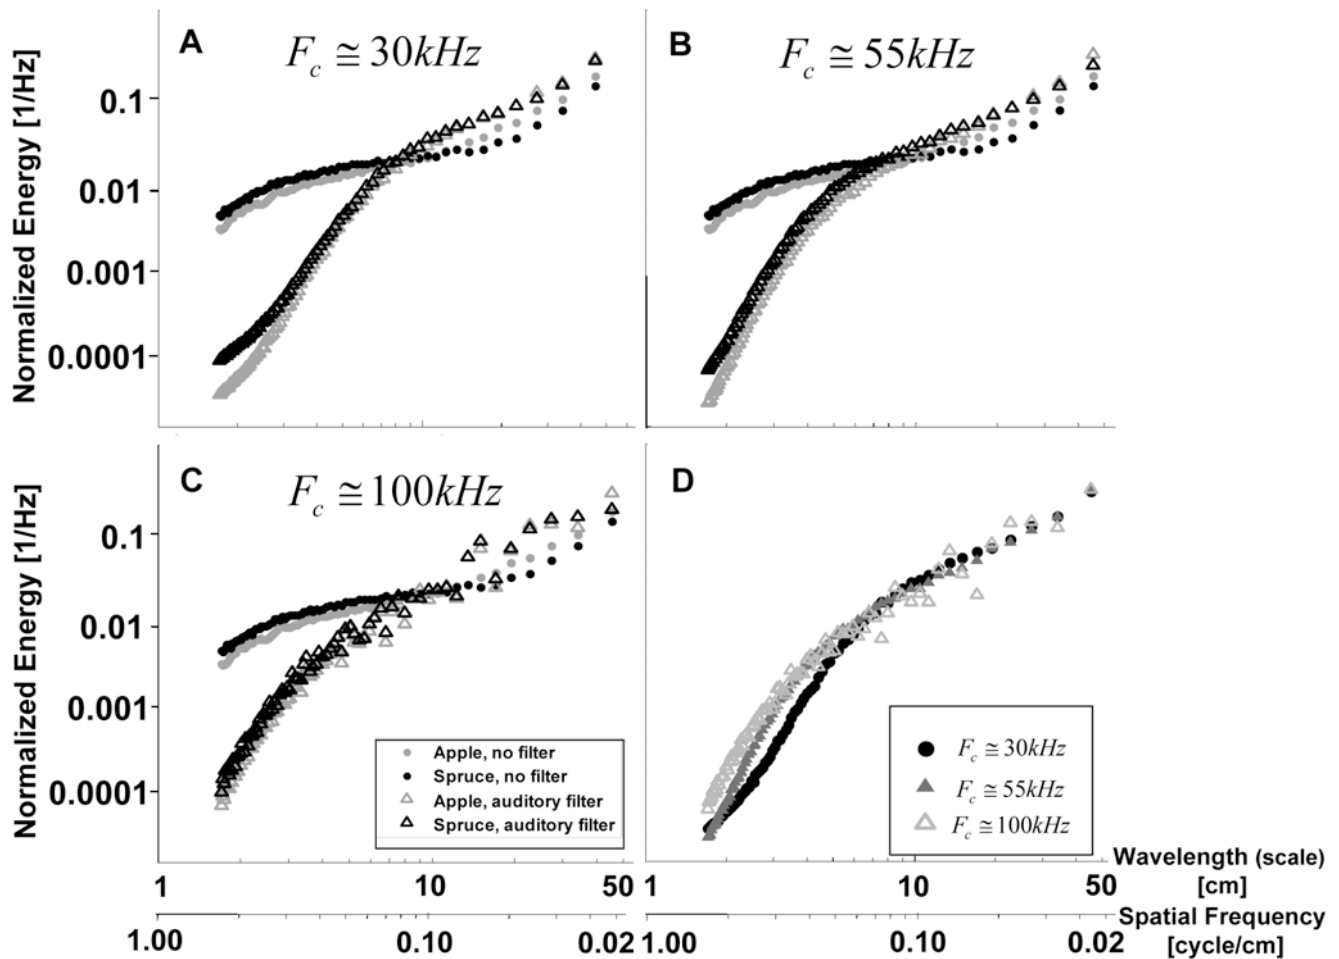 A
F_c ≅ 30kHz
B
F_c ≅ 55kHz
Normalized Energy [1/Hz]
0.1
0.01
0.001
0.0001
C
F_c ≅ 100kHz
D
Normalized Energy [1/Hz]
0.1
0.01
0.001
0.0001
Apple, no filter
Spruce, no filter
Apple, auditory filter
Spruce, auditory filter
F_c ≅ 30kHz
F_c ≅ 55kHz
F_c ≅ 100kHz
1 10 50 1 10 50
Wavelength (scale)
[cm]
1.00 0.10 0.02 1.00 0.10 0.02
Spatial Frequency
[cycle/cm]